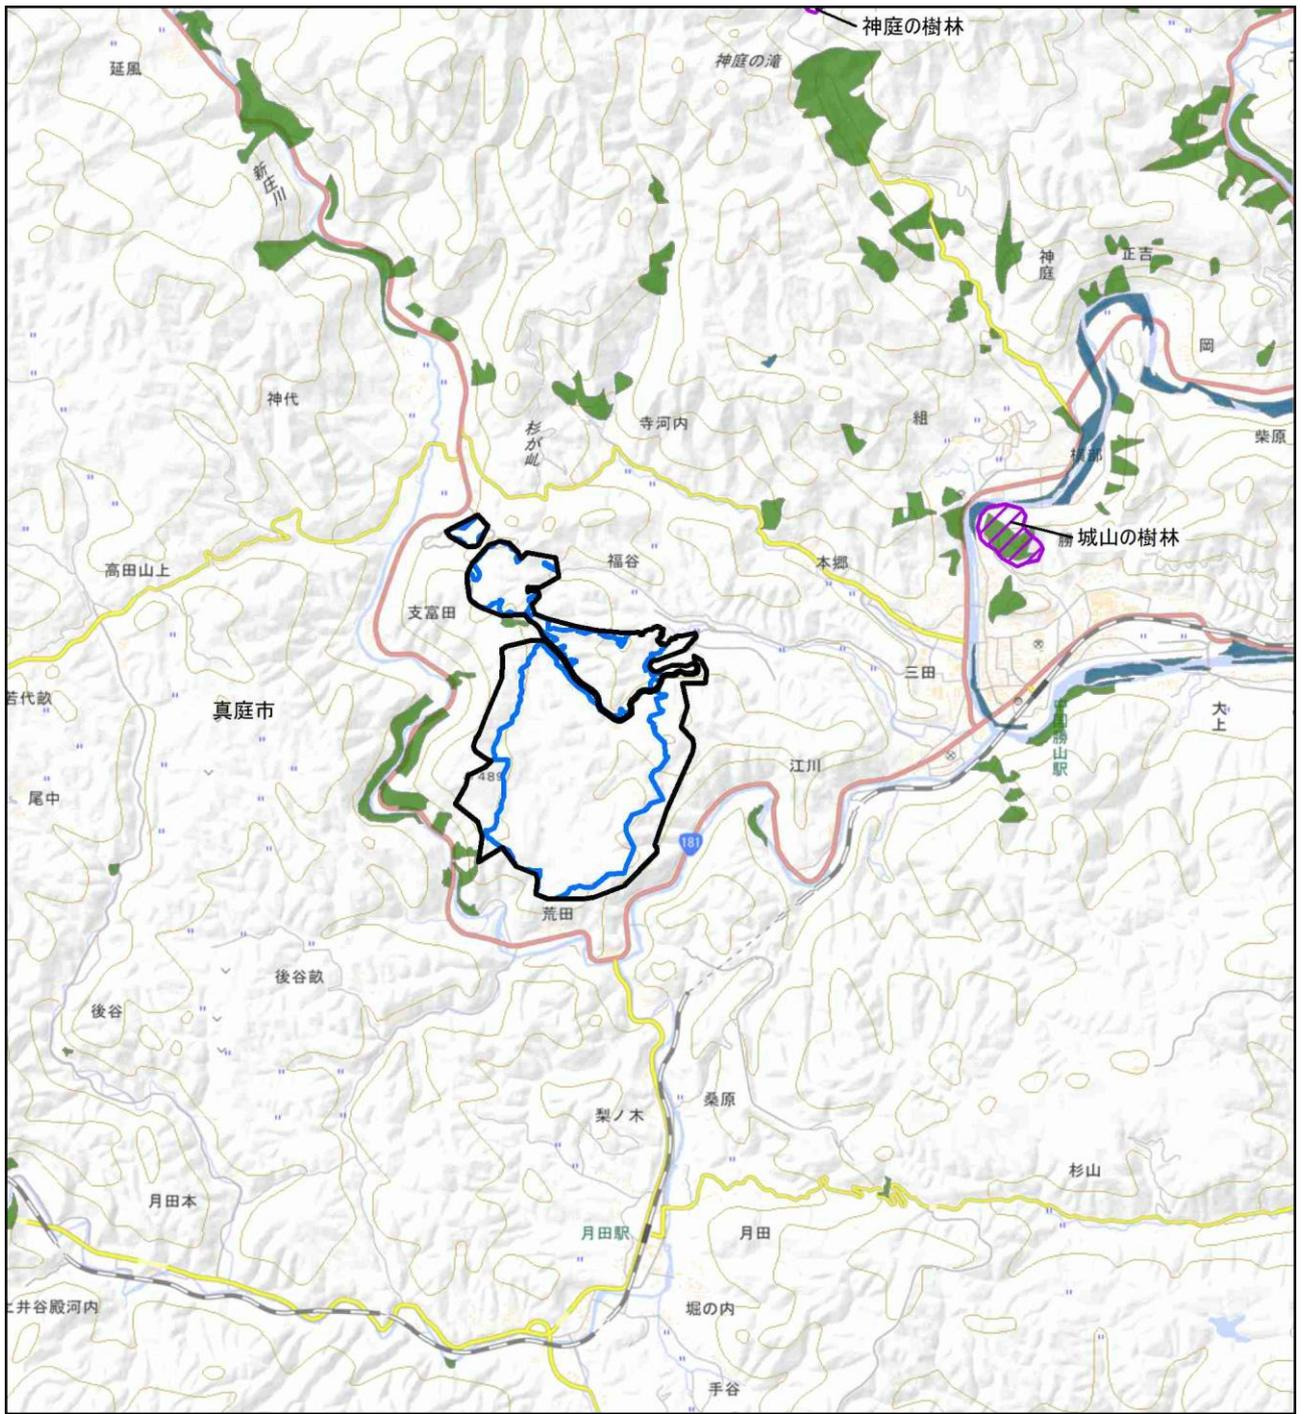 神庭の樹林
神庭の滝
延風
新庄川
神庭
正吉
岡
神代
寺河内
組
杉が乢
柴原
横部
勝
城山の樹林
福谷
本郷
高田山上
支富田
三田
若代畝
真庭市
大上
中国勝山駅
江川
489
尾中
181
荒田
後谷畝
後谷
桑原
梨ノ木
杉山
月田本
月田駅
月田
井谷殿河内
堀の内
手谷